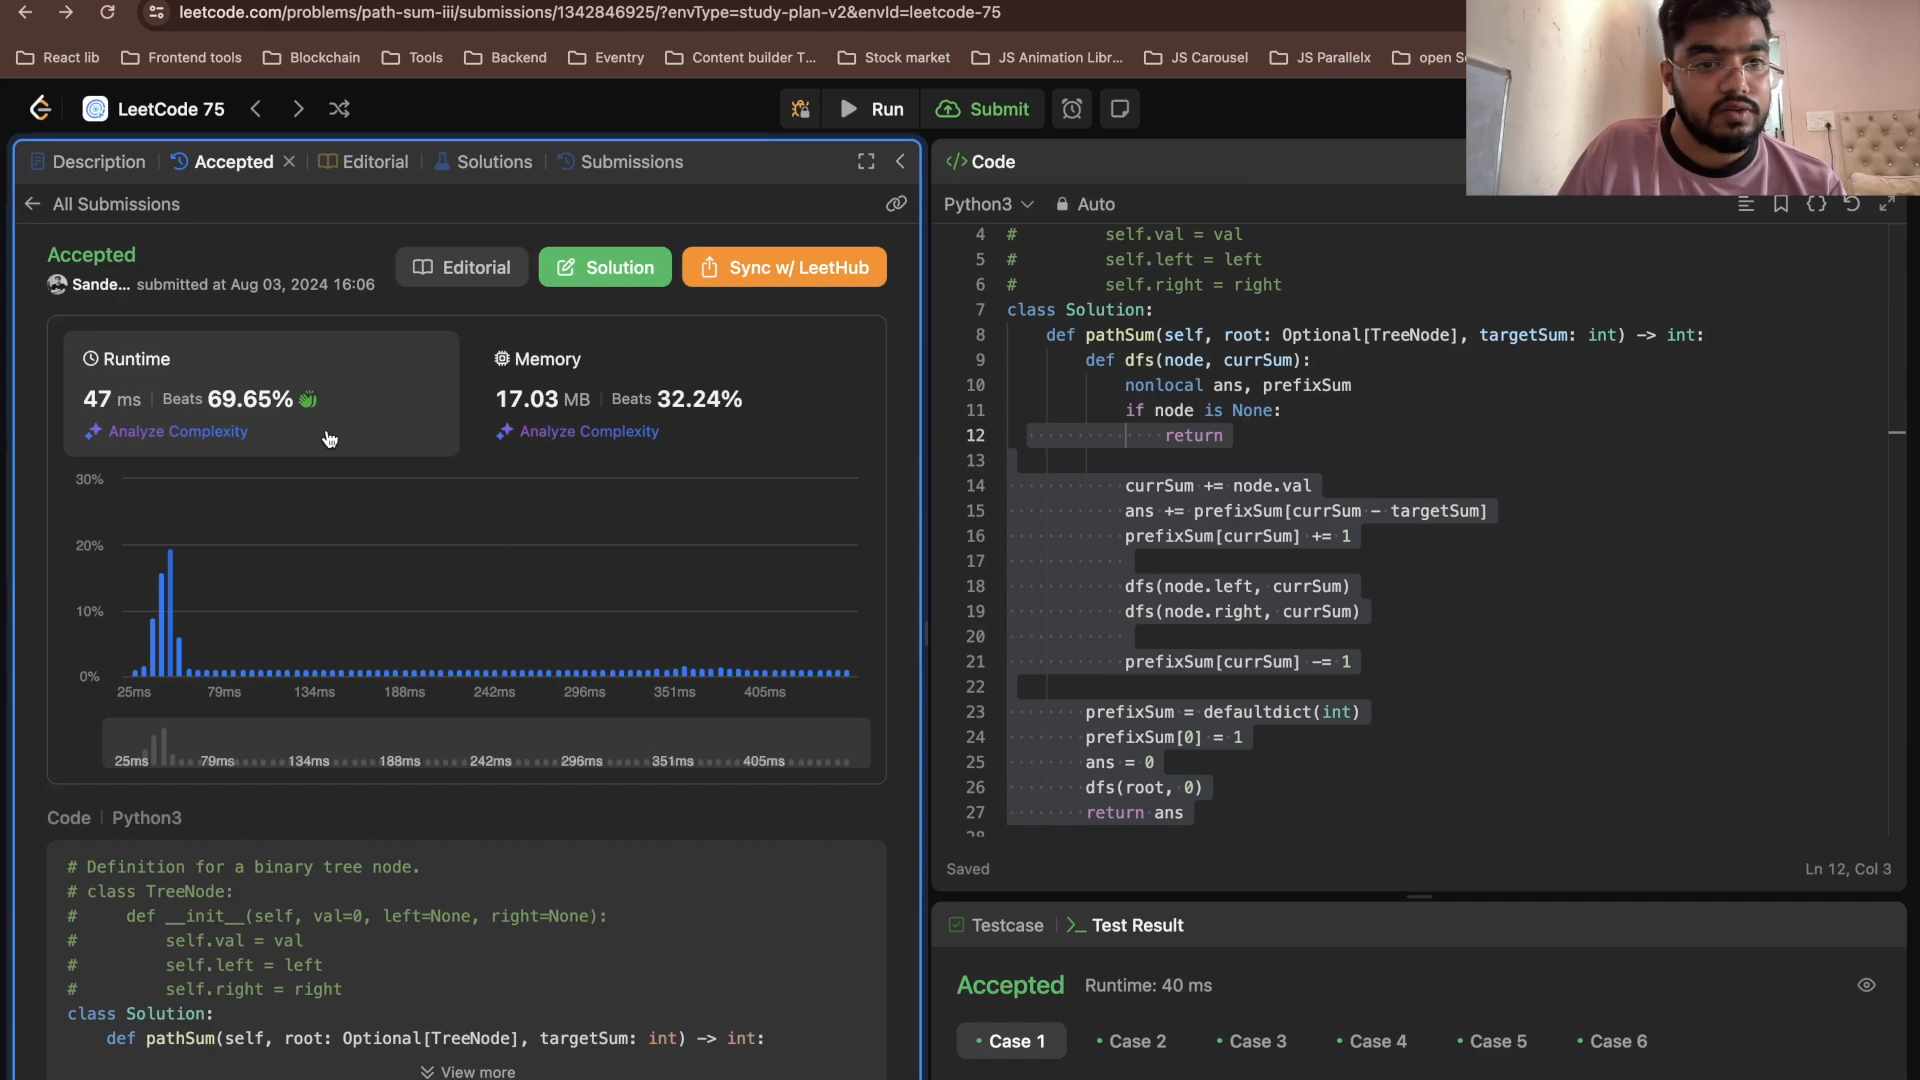 leetcode.com/problems/path-sum-iii/submissions/1342846925/?envType=study-plan-v2&envId=leetcode-75
React lib Frontend tools Blockchain Tools Backend Eventry Content builder T... Stock market JS Animation Libr... JS Carousel JS Parallelx open S
LeetCode 75 Run Submit
Description Accepted Editorial Solutions Submissions
All Submissions
Accepted
Sande... submitted at Aug 03, 2024 16:06
Editorial Solution Sync w/ LeetHub
Runtime
47 ms | Beats 69.65%
Analyze Complexity
Memory
17.03 MB | Beats 32.24%
Analyze Complexity
30%
20%
10%
0%
25ms 79ms 134ms 188ms 242ms 296ms 351ms 405ms
25ms 79ms 134ms 188ms 242ms 296ms 351ms 405ms
Code | Python3
# Definition for a binary tree node.
# class TreeNode:
#     def __init__(self, val=0, left=None, right=None):
#         self.val = val
#         self.left = left
#         self.right = right
class Solution:
    def pathSum(self, root: Optional[TreeNode], targetSum: int) -> int:
View more
</> Code
Python3 Auto
4 #         self.val = val
5 #         self.left = left
6 #         self.right = right
7 class Solution:
8     def pathSum(self, root: Optional[TreeNode], targetSum: int) -> int:
9         def dfs(node, currSum):
10             nonlocal ans, prefixSum
11             if node is None:
12                 return
13
14             currSum += node.val
15             ans += prefixSum[currSum - targetSum]
16             prefixSum[currSum] += 1
17
18             dfs(node.left, currSum)
19             dfs(node.right, currSum)
20
21             prefixSum[currSum] -= 1
22
23         prefixSum = defaultdict(int)
24         prefixSum[0] = 1
25         ans = 0
26         dfs(root, 0)
27         return ans
28
Saved Ln 12, Col 3
Testcase | >_ Test Result
Accepted Runtime: 40 ms
Case 1 Case 2 Case 3 Case 4 Case 5 Case 6